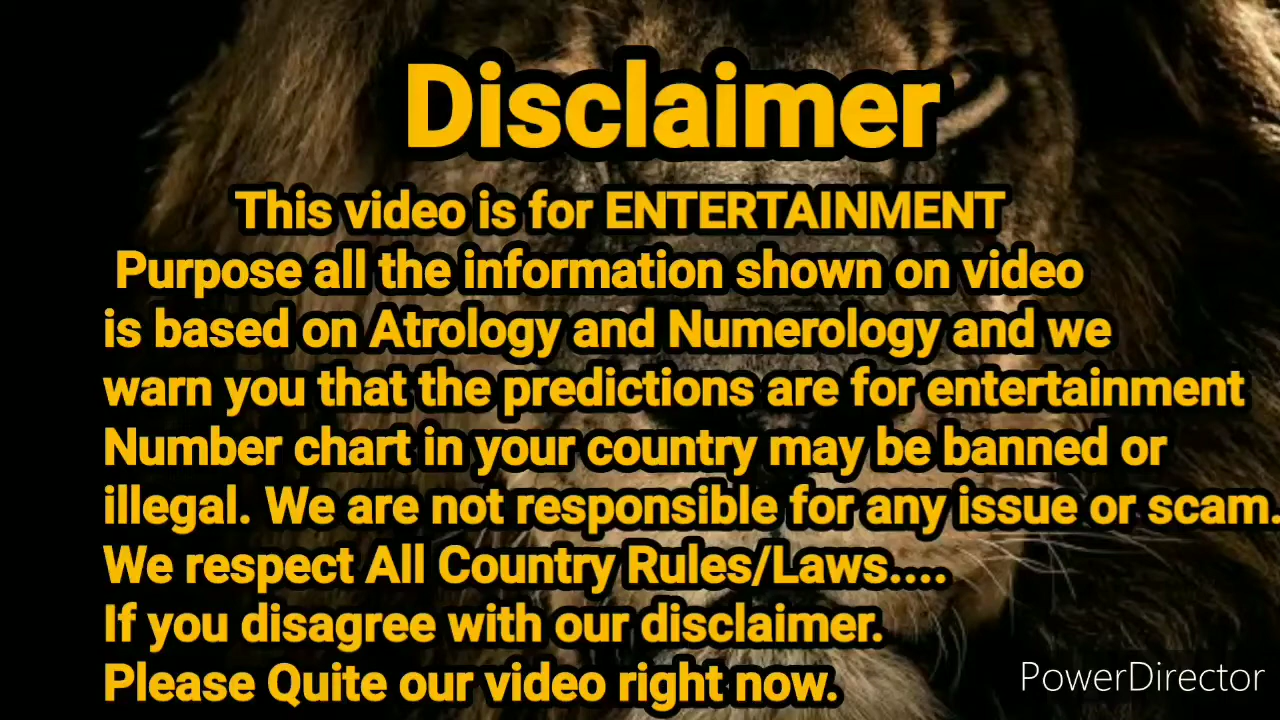 Disclaimer
This video is for ENTERTAINMENT
Purpose all the information shown on video
is based on Atrology and Numerology and we
warn you that the predictions are for entertainment
Number chart in your country may be banned or
illegal. We are not responsible for any issue or scam.
We respect All Country Rules/Laws....
If you disagree with our disclaimer.
Please Quite our video right now.
PowerDirector